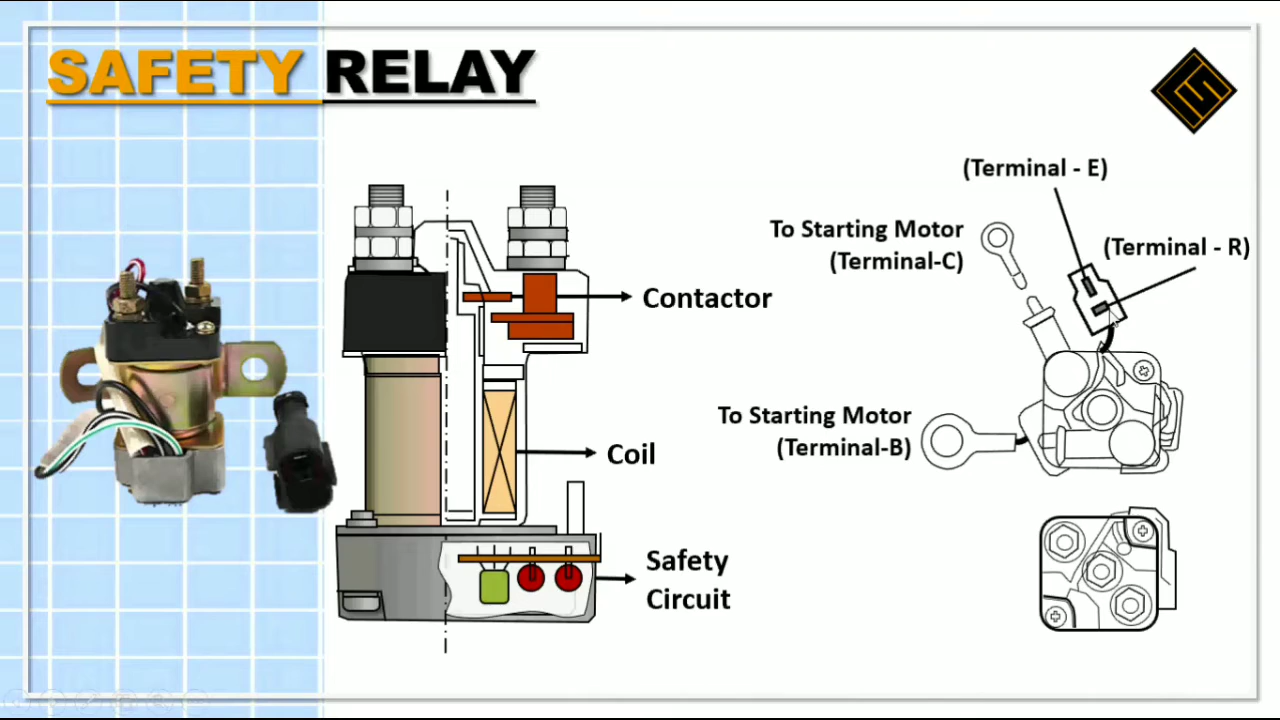 SAFETY RELAY
(Terminal - E)
To Starting Motor
(Terminal-C)
(Terminal - R)
Contactor
To Starting Motor
(Terminal-B)
Coil
Safety
Circuit